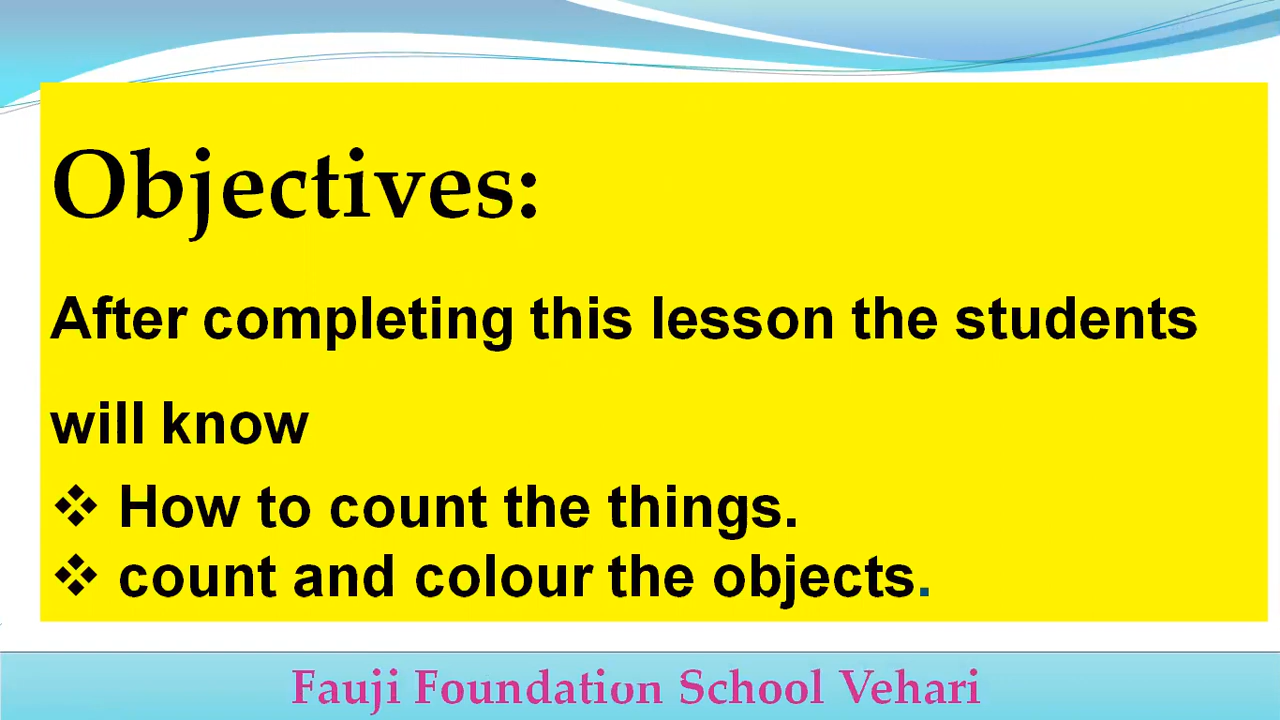 Objectives:
After completing this lesson the students
will know
❖ How to count the things.
❖ count and colour the objects.
Fauji Foundation School Vehari